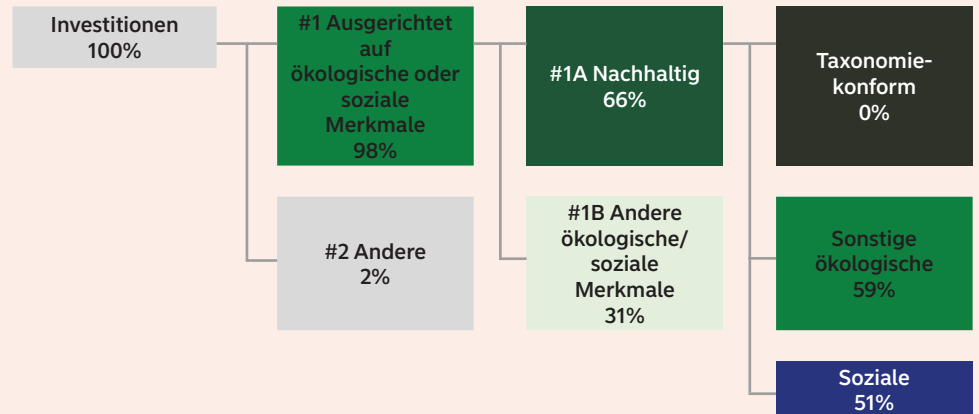 Investitionen
100%
#1 Ausgerichtet
auf
ökologische oder
soziale
Merkmale
98%
#2 Andere
2%
#1A Nachhaltig
66%
#1B Andere
ökologische/
soziale
Merkmale
31%
Taxonomie-
konform
0%
Sonstige
ökologische
59%
Soziale
51%